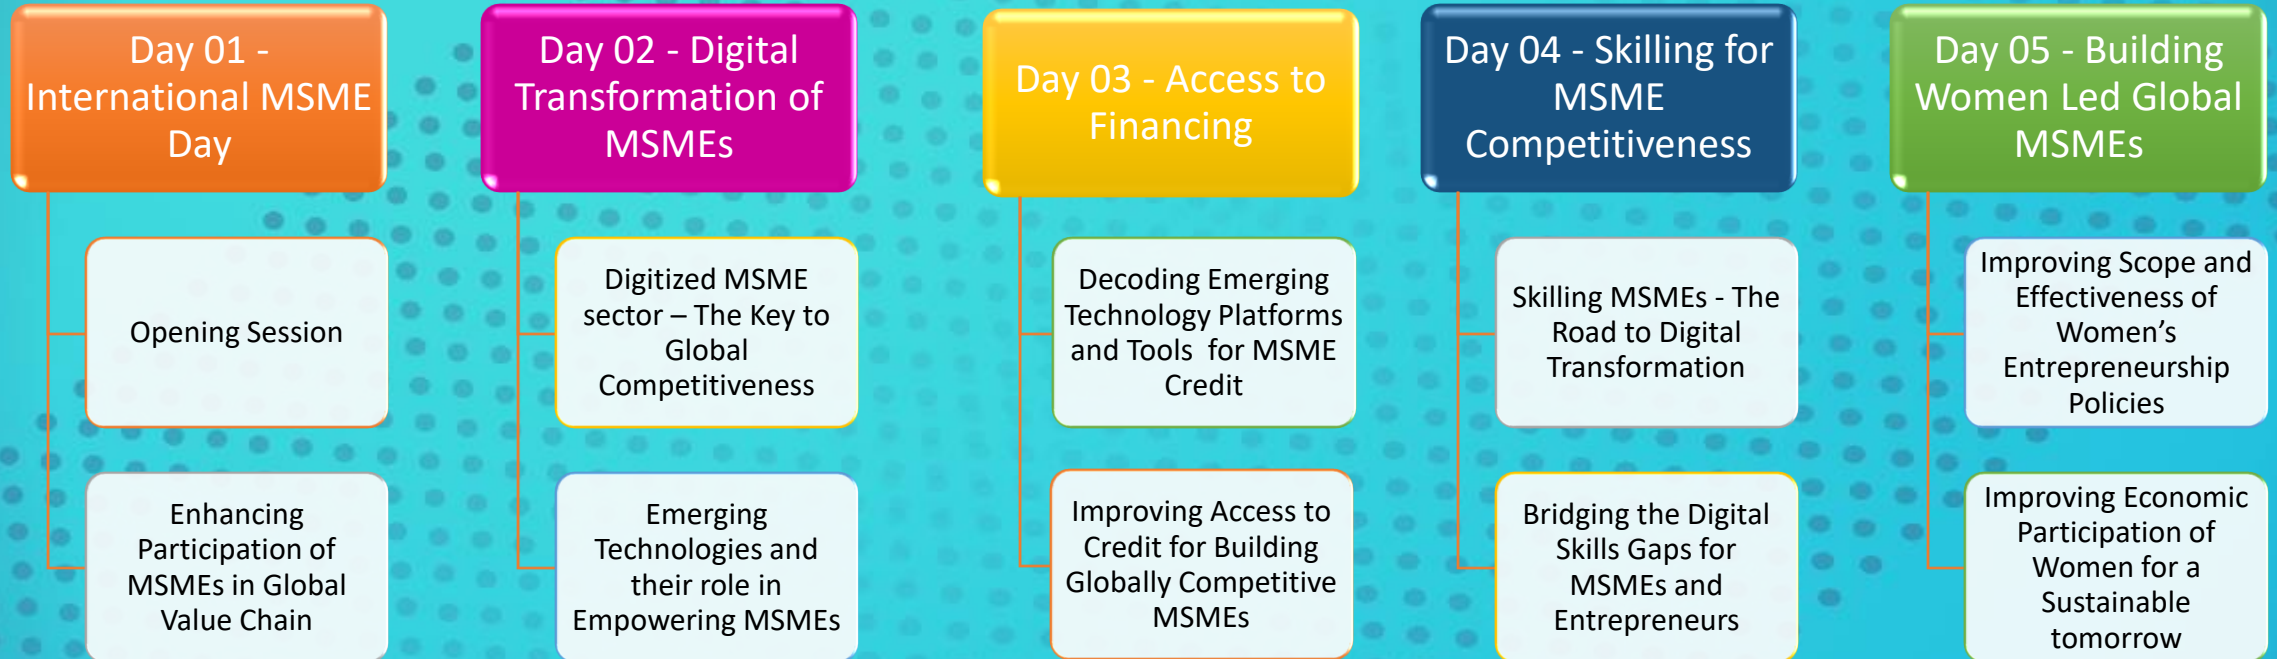 Day 01 -
International MSME
Day
Opening Session
Enhancing
Participation of
MSMEs in Global
Value Chain
Day 02 - Digital
Transformation of
MSMEs
Digitized MSME
sector – The Key to
Global
Competitiveness
Emerging
Technologies and
their role in
Empowering MSMEs
Day 03 - Access to
Financing
Decoding Emerging
Technology Platforms
and Tools  for MSME
Credit
Improving Access to
Credit for Building
Globally Competitive
MSMEs
Day 04 - Skilling for
MSME
Competitiveness
Skilling MSMEs - The
Road to Digital
Transformation
Bridging the Digital
Skills Gaps for
MSMEs and
Entrepreneurs
Day 05 - Building
Women Led Global
MSMEs
Improving Scope and
Effectiveness of
Women’s
Entrepreneurship
Policies
Improving Economic
Participation of
Women for a
Sustainable
tomorrow